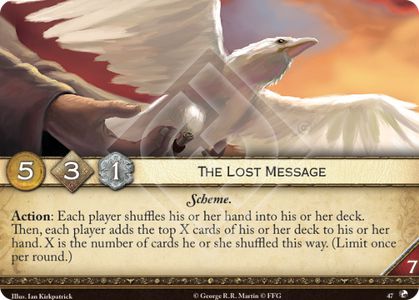 5 3 1 THE LOST MESSAGE
Scheme.
Action: Each player shuffles his or her hand into his or her deck.
Then, each player adds the top X cards of his or her deck to his or her
hand. X is the number of cards he or she shuffled this way. (Limit once
per round.)
7
Illus. Ian Kirkpatrick © George R.R. Martin © FFG 47